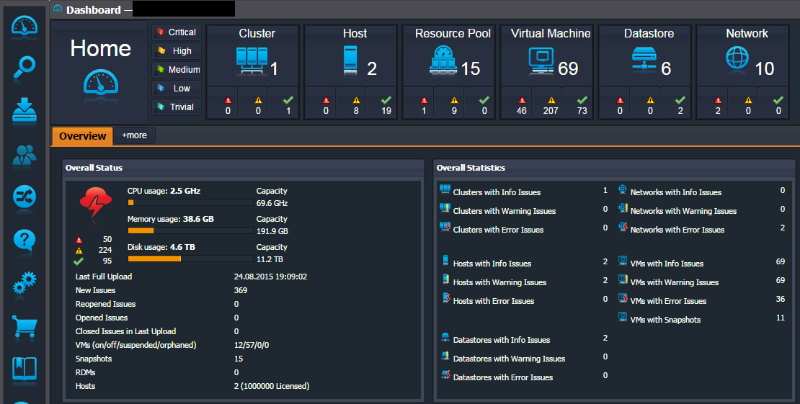 Dashboard —
Home
Critical
High
Medium
Low
Trivial
Cluster
1
0 0 1
Host
2
0 8 19
Resource Pool
15
1 9 0
Virtual Machine
69
46 207 73
Datastore
6
0 0 2
Network
10
2 0 0
Overview +more
Overall Status
CPU usage: 2.5 GHz Capacity
69.6 GHz
Memory usage: 38.6 GB Capacity
191.9 GB
Disk usage: 4.6 TB Capacity
11.2 TB
50
224
95
Last Full Upload 24.08.2015 19:09:02
New Issues 369
Reopened Issues 0
Opened Issues 0
Closed Issues in Last Upload 0
VMs (on/off/suspended/orphaned) 12/57/0/0
Snapshots 15
RDMs 0
Hosts 2 (1000000 Licensed)
Overall Statistics
Clusters with Info Issues 1
Clusters with Warning Issues 0
Clusters with Error Issues 0
Networks with Info Issues 0
Networks with Warning Issues 0
Networks with Error Issues 2
Hosts with Info Issues 2
Hosts with Warning Issues 2
Hosts with Error Issues 0
VMs with Info Issues 69
VMs with Warning Issues 69
VMs with Error Issues 36
VMs with Snapshots 11
Datastores with Info Issues 2
Datastores with Warning Issues 0
Datastores with Error Issues 0